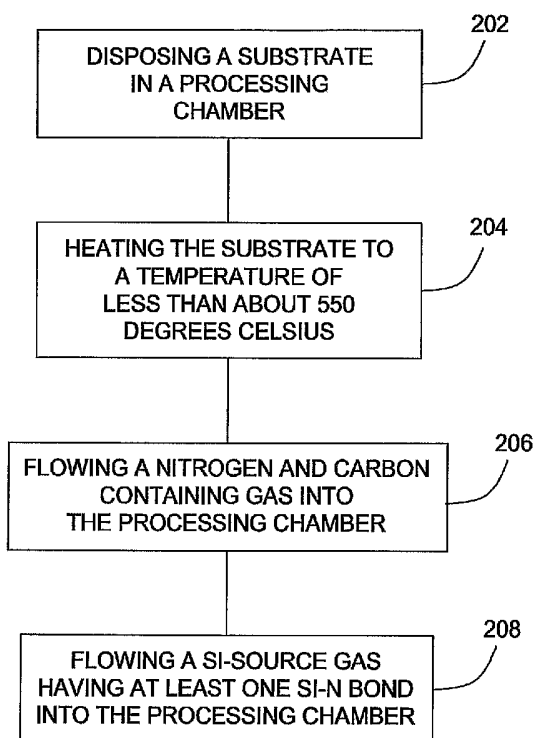 202
DISPOSING A SUBSTRATE
IN A PROCESSING
CHAMBER
204
HEATING THE SUBSTRATE TO
A TEMPERATURE OF
LESS THAN ABOUT 550
DEGREES CELSIUS
206
FLOWING A NITROGEN AND CARBON
CONTAINING GAS INTO
THE PROCESSING CHAMBER
208
FLOWING A SI-SOURCE GAS
HAVING AT LEAST ONE SI-N BOND
INTO THE PROCESSING CHAMBER